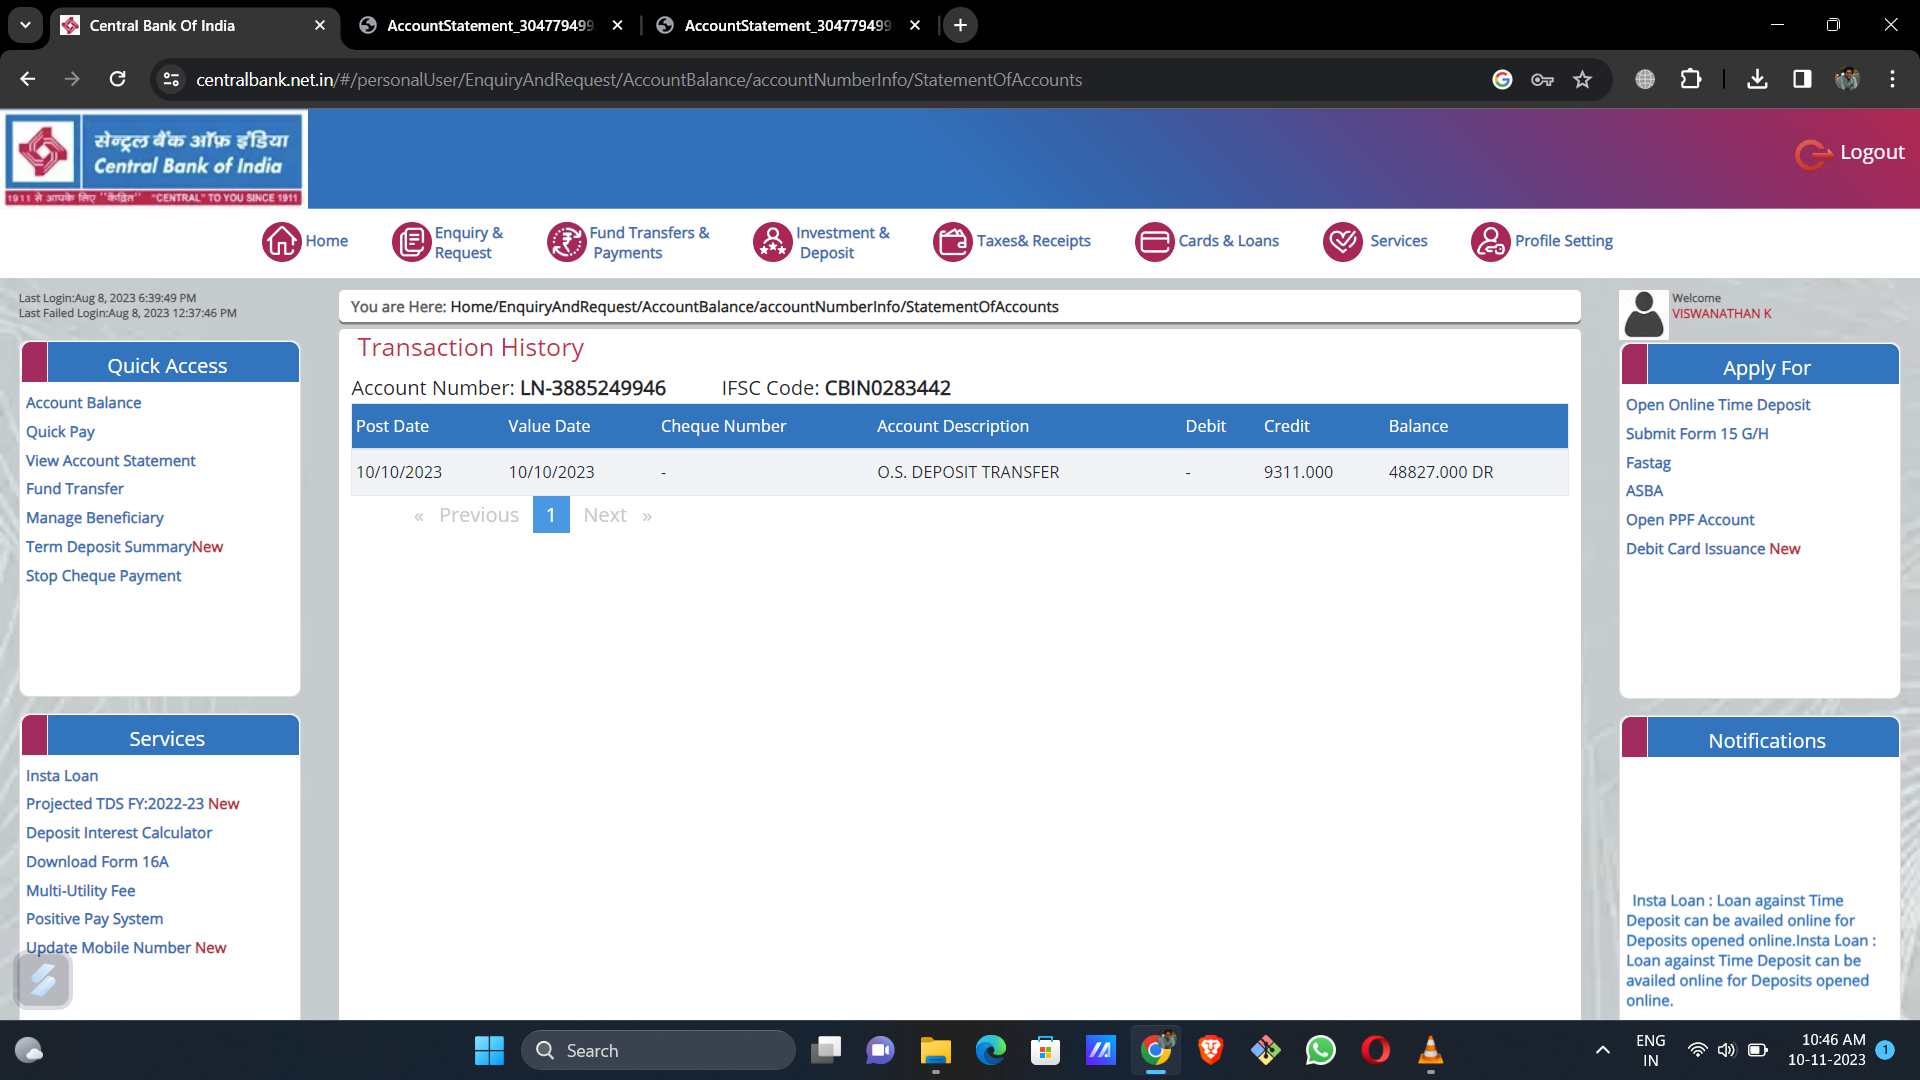 Central Bank Of India
AccountStatement_304779499
AccountStatement_304779499
centralbank.net.in/#/personalUser/EnquiryAndRequest/AccountBalance/accountNumberInfo/StatementOfAccounts
सेन्ट्रल बैंक ऑफ़ इंडिया
Central Bank of India
1911 से आपके लिए "केंद्रित" "CENTRAL" TO YOU SINCE 1911
Logout
Home
Enquiry & Request
Fund Transfers & Payments
Investment & Deposit
Taxes& Receipts
Cards & Loans
Services
Profile Setting
Last Login:Aug 8, 2023 6:39:49 PM
Last Failed Login:Aug 8, 2023 12:37:46 PM
You are Here: Home/EnquiryAndRequest/AccountBalance/accountNumberInfo/StatementOfAccounts
Welcome
VISWANATHAN K
Quick Access
Account Balance
Quick Pay
View Account Statement
Fund Transfer
Manage Beneficiary
Term Deposit SummaryNew
Stop Cheque Payment
Services
Insta Loan
Projected TDS FY:2022-23 New
Deposit Interest Calculator
Download Form 16A
Multi-Utility Fee
Positive Pay System
Update Mobile Number New
Transaction History
Account Number: LN-3885249946 IFSC Code: CBIN0283442
Post Date Value Date Cheque Number Account Description Debit Credit Balance
10/10/2023 10/10/2023 - O.S. DEPOSIT TRANSFER - 9311.000 48827.000 DR
« Previous 1 Next »
Apply For
Open Online Time Deposit
Submit Form 15 G/H
Fastag
ASBA
Open PPF Account
Debit Card Issuance New
Notifications
Insta Loan : Loan against Time
Deposit can be availed online for
Deposits opened online.Insta Loan :
Loan against Time Deposit can be
availed online for Deposits opened
online.
Search
ENG
IN
10:46 AM
10-11-2023
1